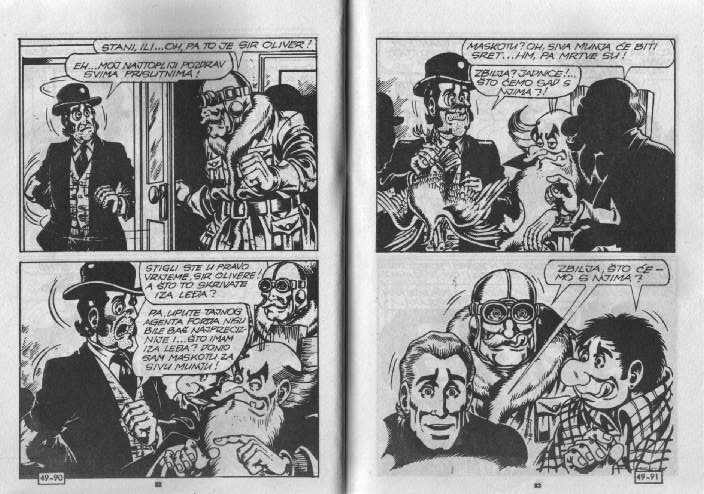 STANI, ILI...OH, PA TO JE SIR OLIVER!
EH...MOJ NAJTOPLIJI POZDRAV
SVIMA PRISUTNIMA!
STIGLI STE U PRAVO
VRIJEME, SIR OLIVERE!
A ŠTO TO SKRIVATE
IZA LEĐA?
PA, UPUTE TAJNOG
AGENTA FORDA NISU
BILE BAŠ NAJPRECIZ-
NIJE!...ŠTO IMAM
IZA LEĐA? DONIO
SAM MASKOTU ZA
SIVU MUNJU!
49-90
82
MASKOTU? OH, SIVA MUNJA ĆE BITI
SRET...HM, PA MRTVE SU!
ZBILJA? JADNICE!...
ŠTO ĆEMO SAD S
NJIMA?!
ZBILJA, ŠTO ĆE-
MO S NJIMA?
83
49-91